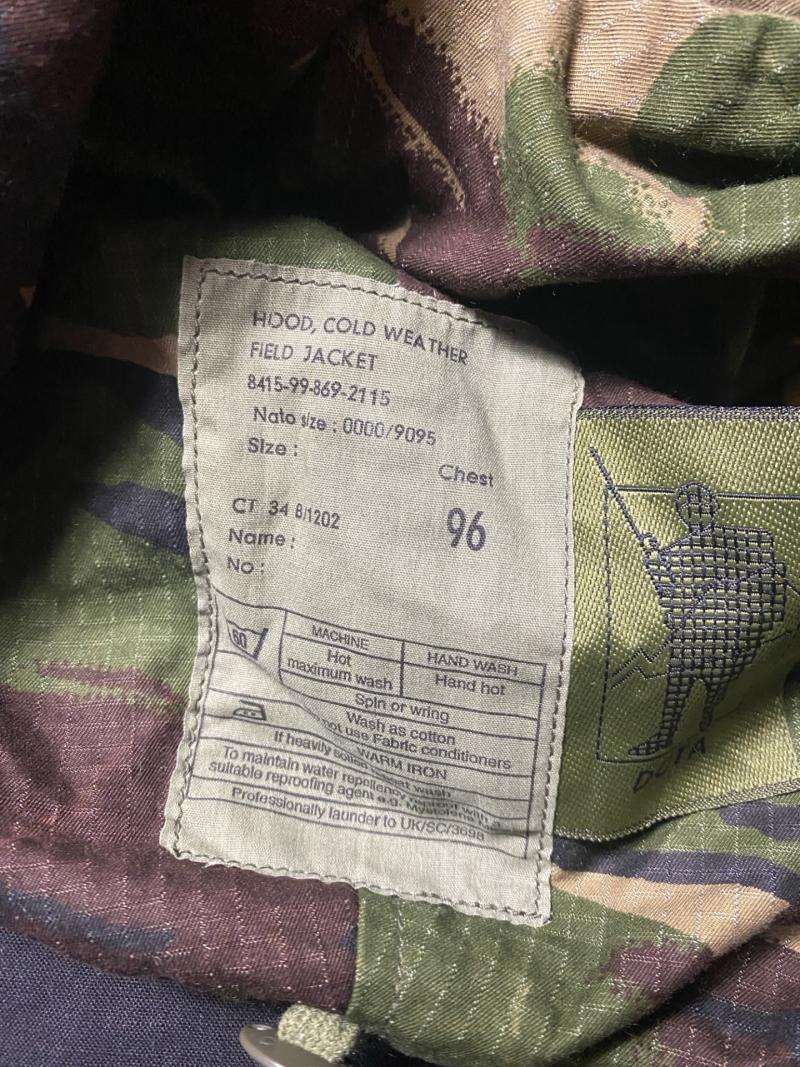 HOOD, COLD WEATHER
FIELD JACKET
8415-99-869-2115
Nato size : 0000/9095
Size :
Chest
96
CT 34 B/1202
Name :
No :
60
MACHINE
Hot
maximum wash
HAND WASH
Hand hot
Spin or wring
Wash as cotton
not use Fabric conditioners
WARM IRON
If heavily soiled
wash
To maintain water repellency
with a
suitable reproofing agent e.g.
Professionally launder to UK/SC/3698